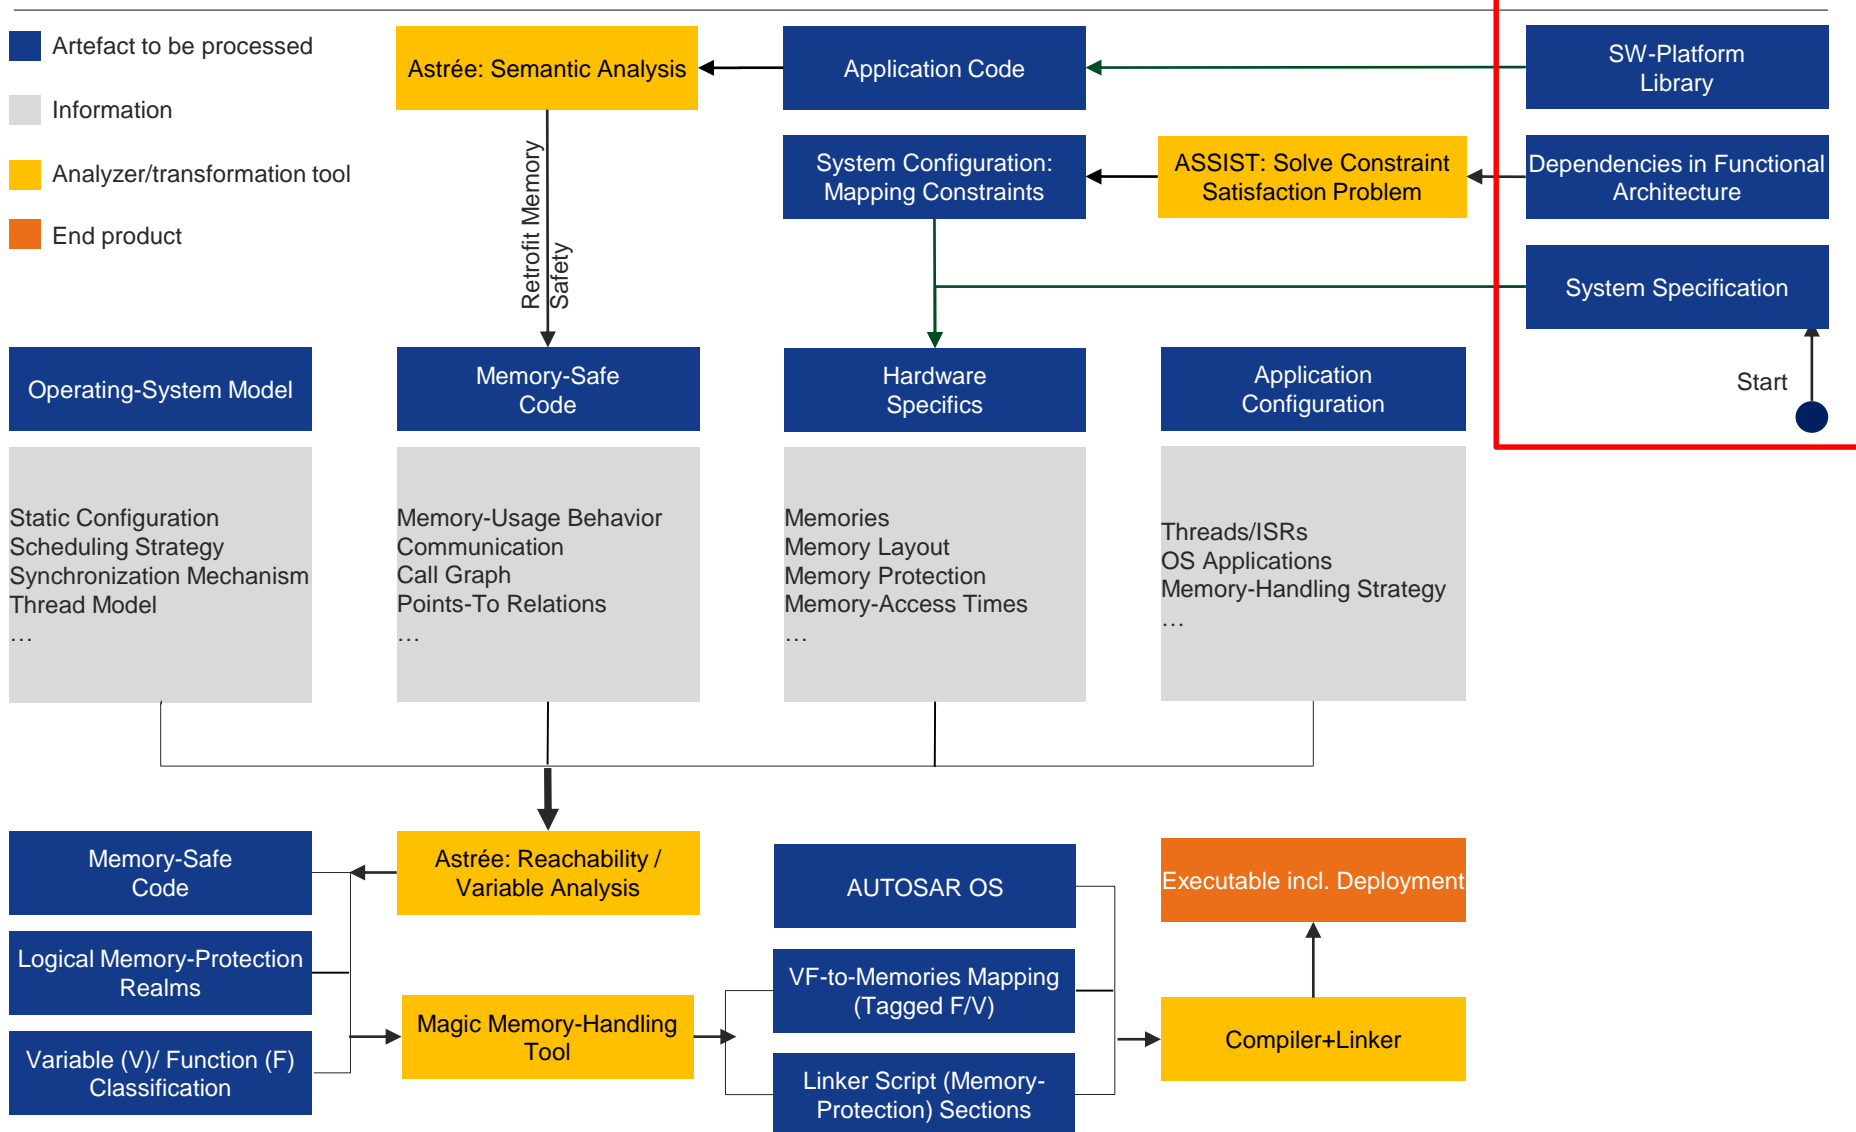 Artefact to be processed
Information
Analyzer/transformation tool
End product
Astrée: Semantic Analysis
Application Code
SW-Platform
Library
System Configuration:
Mapping Constraints
ASSIST: Solve Constraint
Satisfaction Problem
Dependencies in Functional
Architecture
System Specification
Start
Retrofit Memory
Safety
Operating-System Model
Memory-Safe
Code
Hardware
Specifics
Application
Configuration
Static Configuration
Scheduling Strategy
Synchronization Mechanism
Thread Model
…
Memory-Usage Behavior
Communication
Call Graph
Points-To Relations
…
Memories
Memory Layout
Memory Protection
Memory-Access Times
…
Threads/ISRs
OS Applications
Memory-Handling Strategy
…
Memory-Safe
Code
Astrée: Reachability /
Variable Analysis
AUTOSAR OS
Executable incl. Deployment
Logical Memory-Protection
Realms
VF-to-Memories Mapping
(Tagged F/V)
Magic Memory-Handling
Tool
Compiler+Linker
Variable (V)/ Function (F)
Classification
Linker Script (Memory-
Protection) Sections